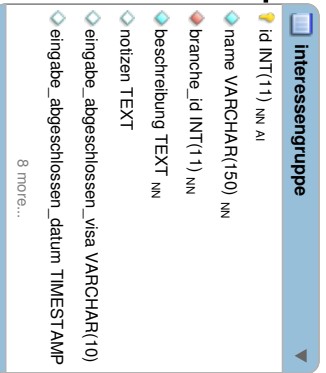 interessengruppe
id INT(11) NN AI
name VARCHAR(150) NN
branche_id INT(11) NN
beschreibung TEXT NN
notizen TEXT
eingabe_abgeschlossen_visa VARCHAR(10)
eingabe_abgeschlossen_datum TIMESTAMP
8 more...